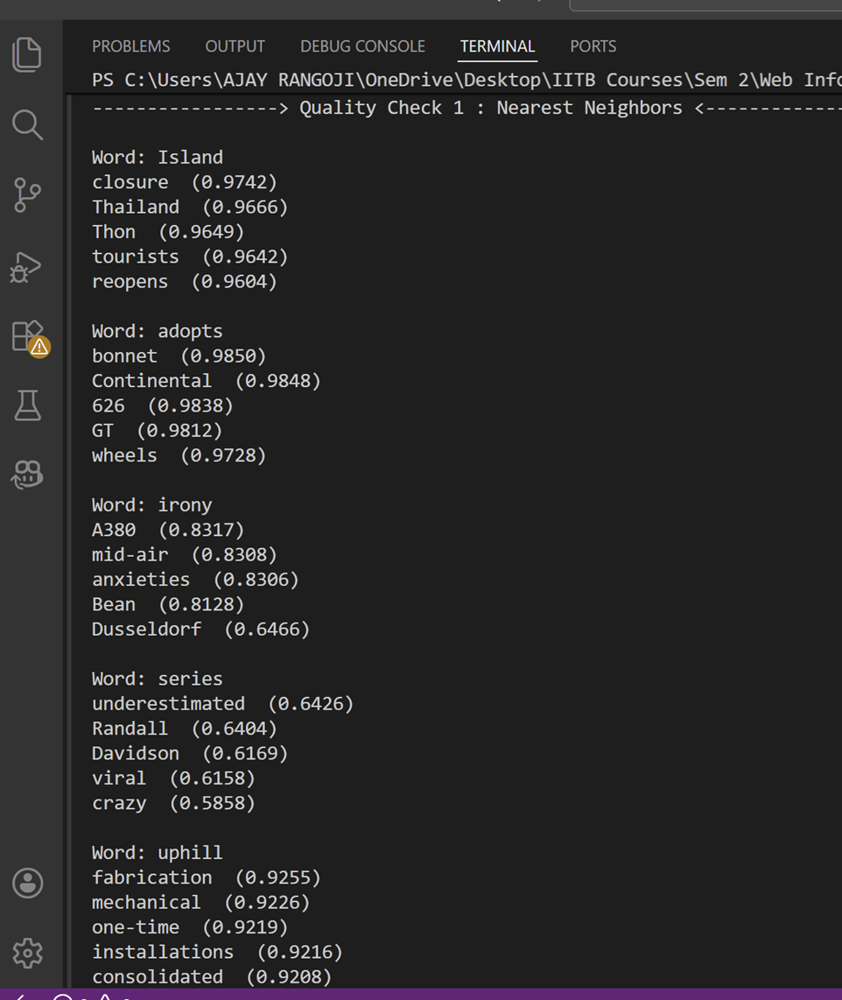 PROBLEMS OUTPUT DEBUG CONSOLE TERMINAL PORTS
PS C:\Users\AJAY RANGOJI\OneDrive\Desktop\IITB Courses\Sem 2\Web Info
-----------------> Quality Check 1 : Nearest Neighbors <-------------
Word: Island
closure (0.9742)
Thailand (0.9666)
Thon (0.9649)
tourists (0.9642)
reopens (0.9604)
Word: adopts
bonnet (0.9850)
Continental (0.9848)
626 (0.9838)
GT (0.9812)
wheels (0.9728)
Word: irony
A380 (0.8317)
mid-air (0.8308)
anxieties (0.8306)
Bean (0.8128)
Dusseldorf (0.6466)
Word: series
underestimated (0.6426)
Randall (0.6404)
Davidson (0.6169)
viral (0.6158)
crazy (0.5858)
Word: uphill
fabrication (0.9255)
mechanical (0.9226)
one-time (0.9219)
installations (0.9216)
consolidated (0.9208)